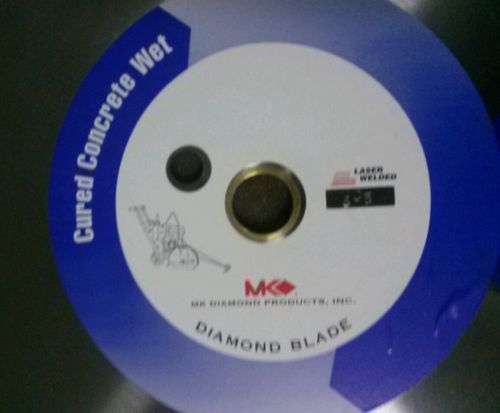 Cured Concrete Wet
LASER
WELDED
MK
MK DIAMOND PRODUCTS, INC.
DIAMOND BLADE